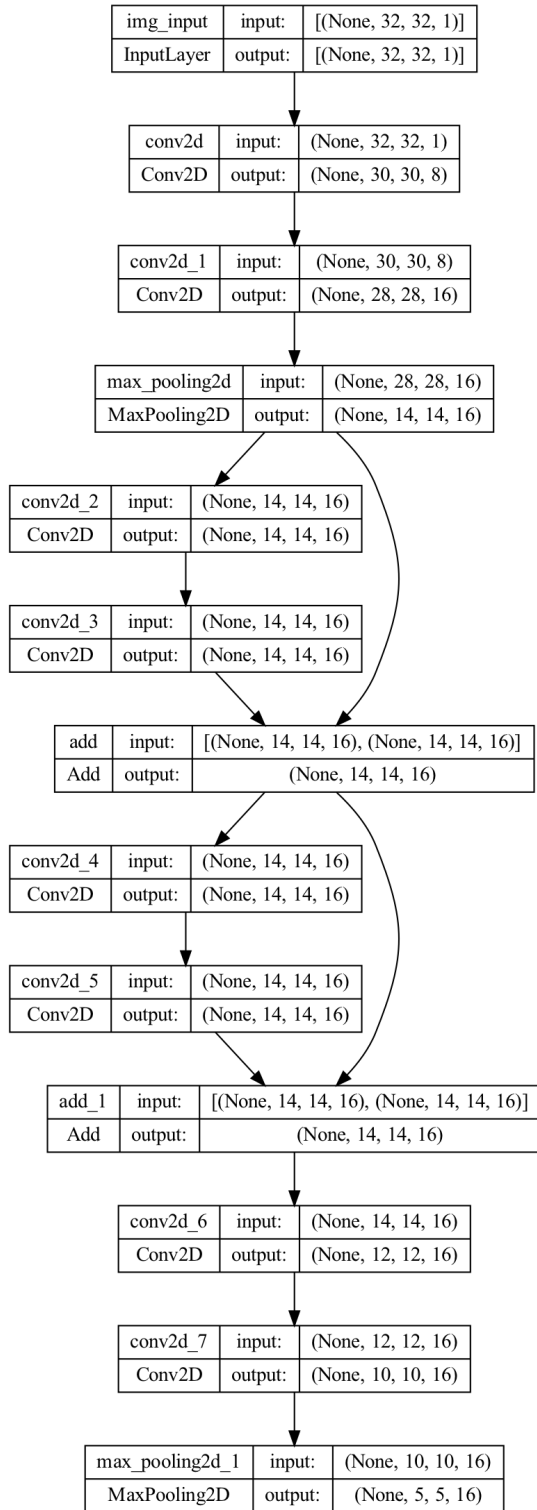 img_input input: [(None, 32, 32, 1)]
InputLayer output: [(None, 32, 32, 1)]
conv2d input: (None, 32, 32, 1)
Conv2D output: (None, 30, 30, 8)
conv2d_1 input: (None, 30, 30, 8)
Conv2D output: (None, 28, 28, 16)
max_pooling2d input: (None, 28, 28, 16)
MaxPooling2D output: (None, 14, 14, 16)
conv2d_2 input: (None, 14, 14, 16)
Conv2D output: (None, 14, 14, 16)
conv2d_3 input: (None, 14, 14, 16)
Conv2D output: (None, 14, 14, 16)
add input: [(None, 14, 14, 16), (None, 14, 14, 16)]
Add output: (None, 14, 14, 16)
conv2d_4 input: (None, 14, 14, 16)
Conv2D output: (None, 14, 14, 16)
conv2d_5 input: (None, 14, 14, 16)
Conv2D output: (None, 14, 14, 16)
add_1 input: [(None, 14, 14, 16), (None, 14, 14, 16)]
Add output: (None, 14, 14, 16)
conv2d_6 input: (None, 14, 14, 16)
Conv2D output: (None, 12, 12, 16)
conv2d_7 input: (None, 12, 12, 16)
Conv2D output: (None, 10, 10, 16)
max_pooling2d_1 input: (None, 10, 10, 16)
MaxPooling2D output: (None, 5, 5, 16)